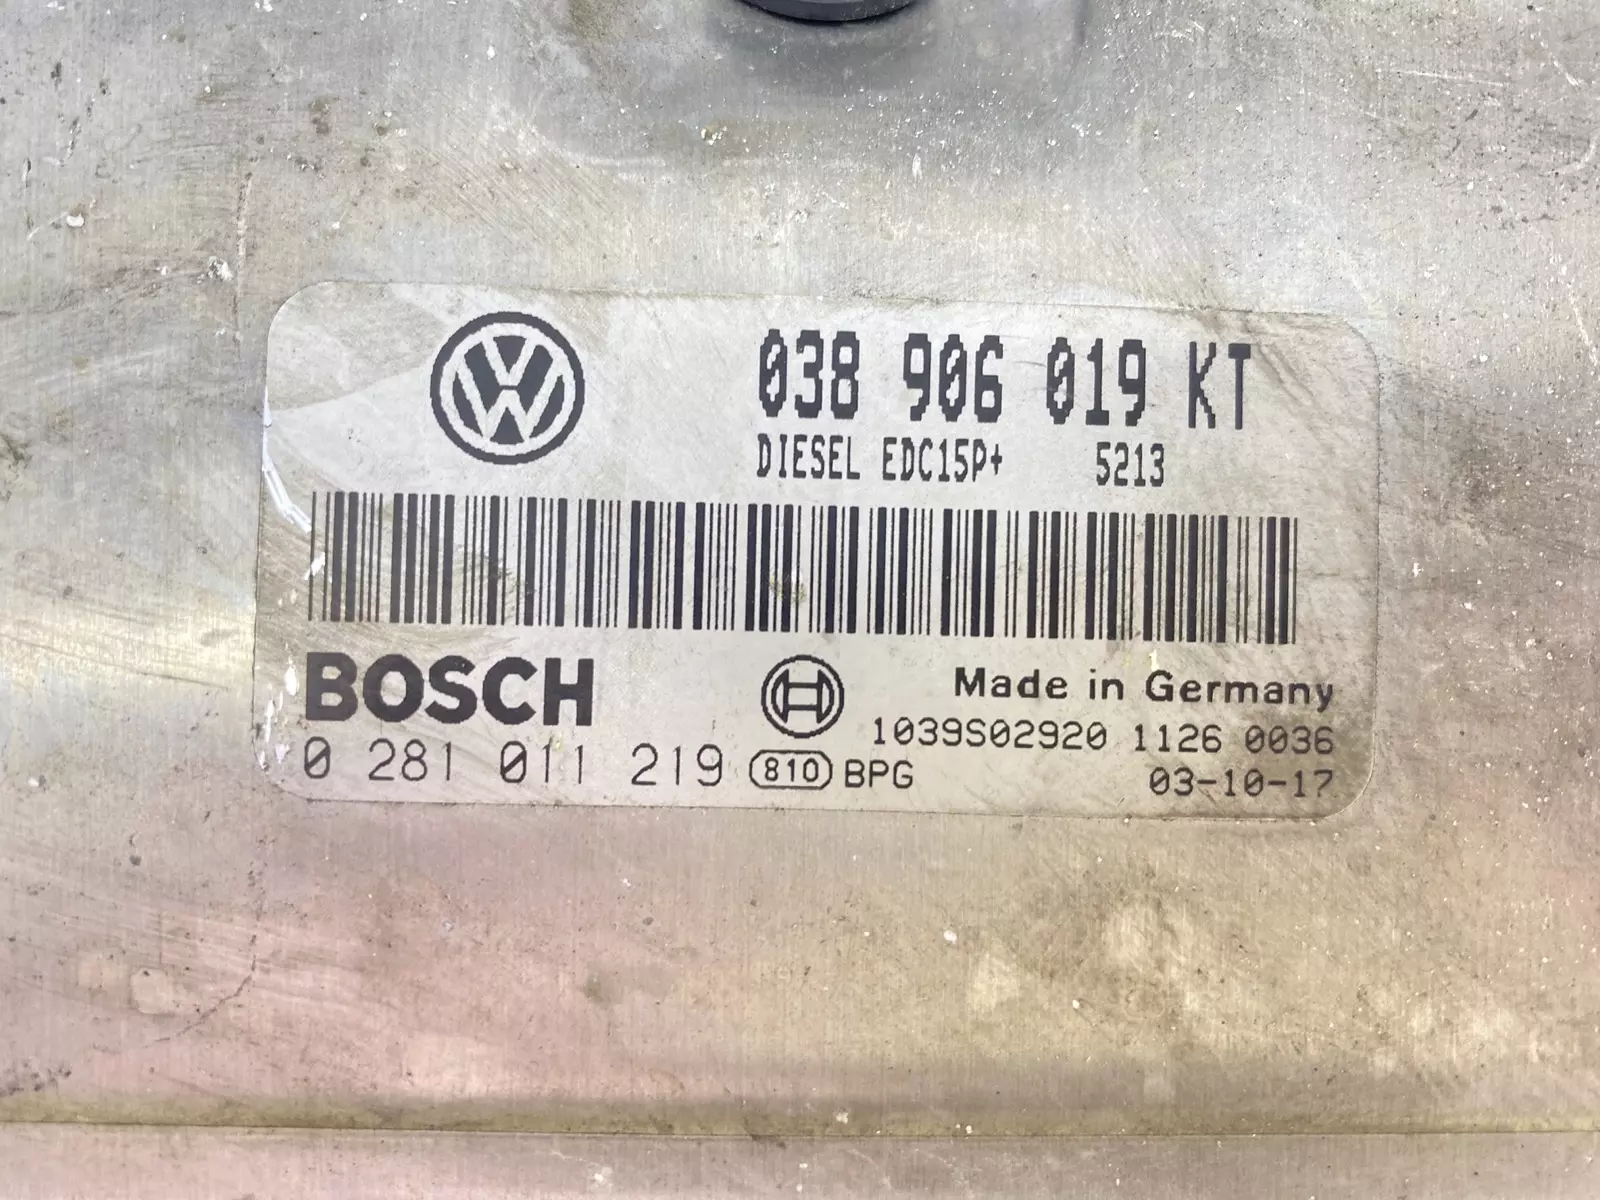 038 906 019 KT
DIESEL EDC15P+ 5213
BOSCH
Made in Germany
1039S02920 1126 0036
0 281 011 219 810 BPG
03-10-17